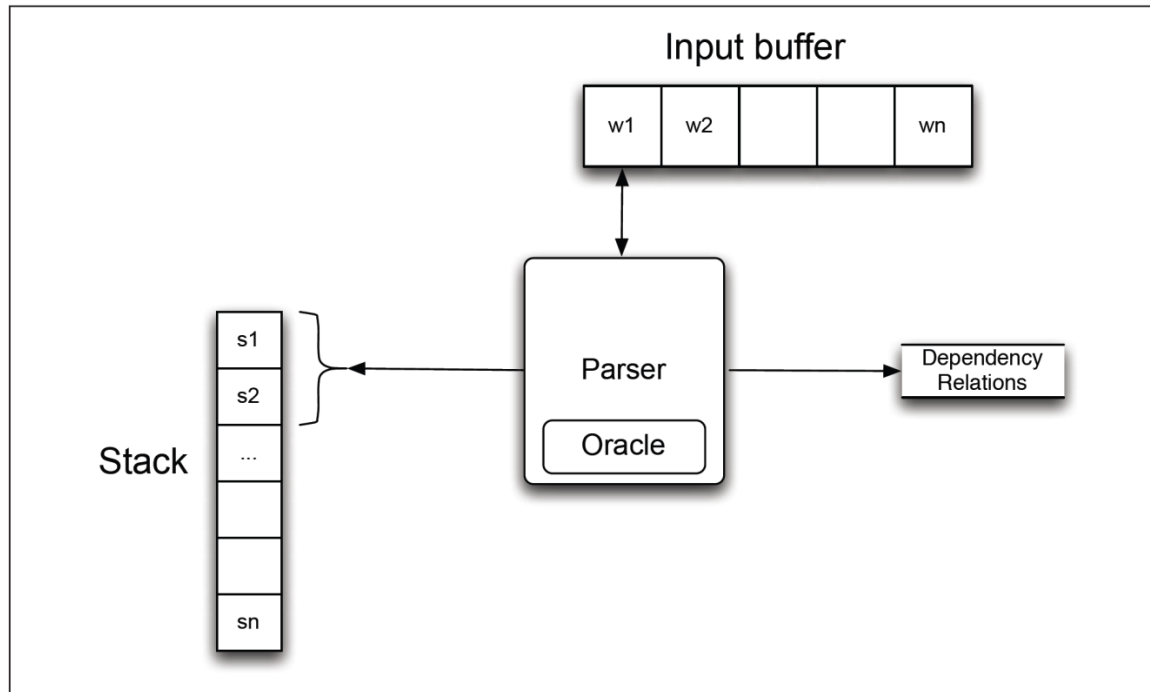 Input buffer
w1
w2
wn
s1
s2
...
sn
Stack
Parser
Oracle
Dependency
Relations